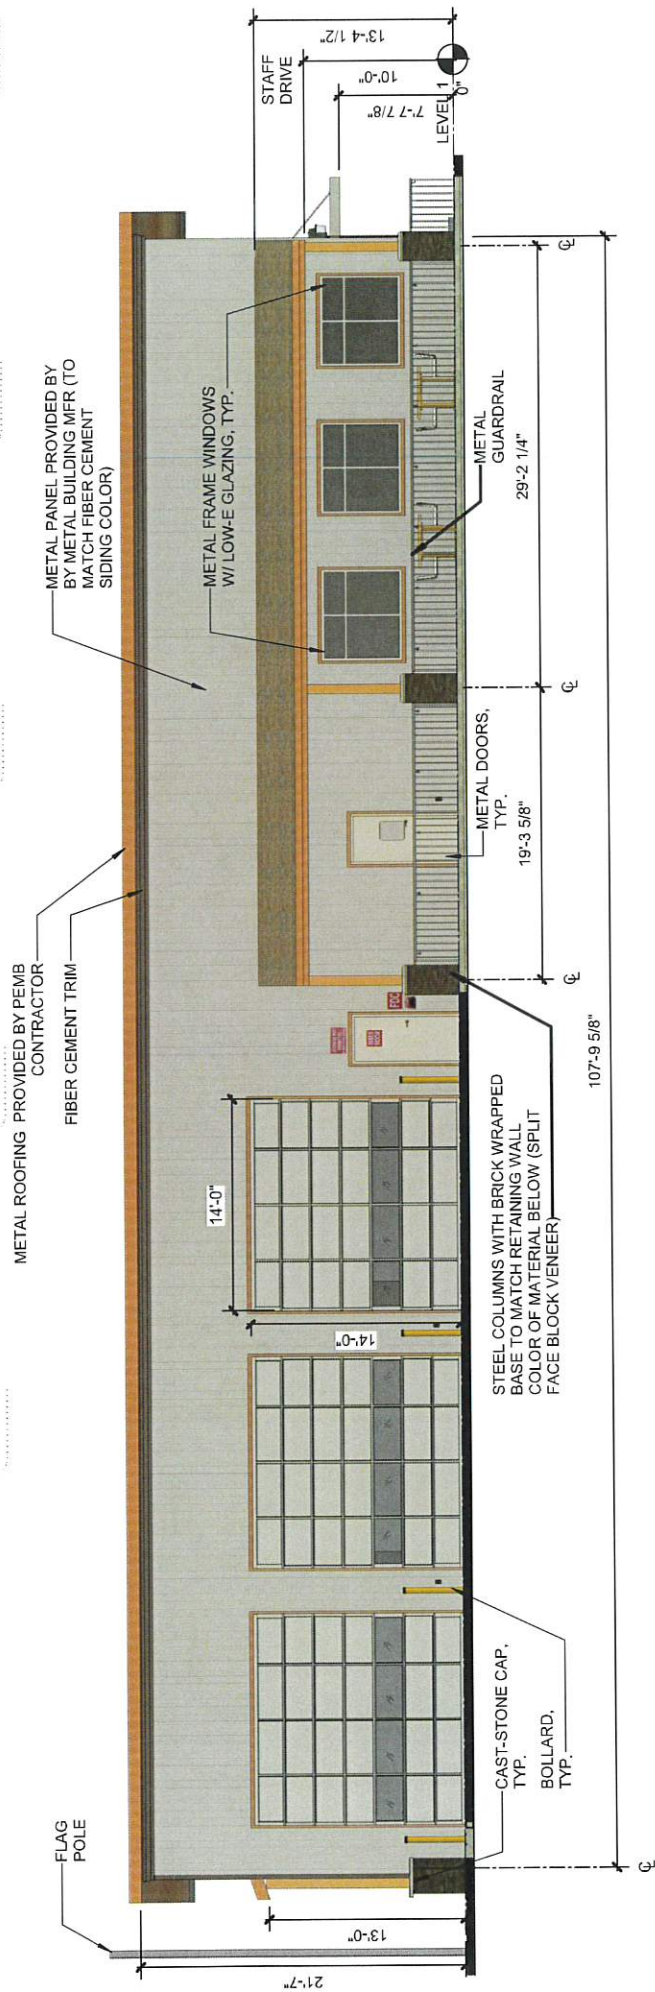 METAL ROOFING PROVIDED BY PEMB
CONTRACTOR
FIBER CEMENT TRIM
METAL PANEL PROVIDED BY
BY METAL BUILDING MFR (TO
MATCH FIBER CEMENT
SIDING COLOR)
FLAG
POLE
METAL FRAME WINDOWS
W/ LOW-E GLAZING, TYP.
STAFF
DRIVE
13'-4 1/2"
10'-0"
7'-7 7/8"
LEVEL 1
0"
21'-7"
13'-0"
14'-0"
14'-0"
FDC
CAST-STONE CAP,
TYP.
BOLLARD,
TYP.
STEEL COLUMNS WITH BRICK WRAPPED
BASE TO MATCH RETAINING WALL
COLOR OF MATERIAL BELOW (SPLIT
FACE BLOCK VENEER)
METAL DOORS,
TYP.
METAL
GUARDRAIL
19'-3 5/8"
29'-2 1/4"
107'-9 5/8"